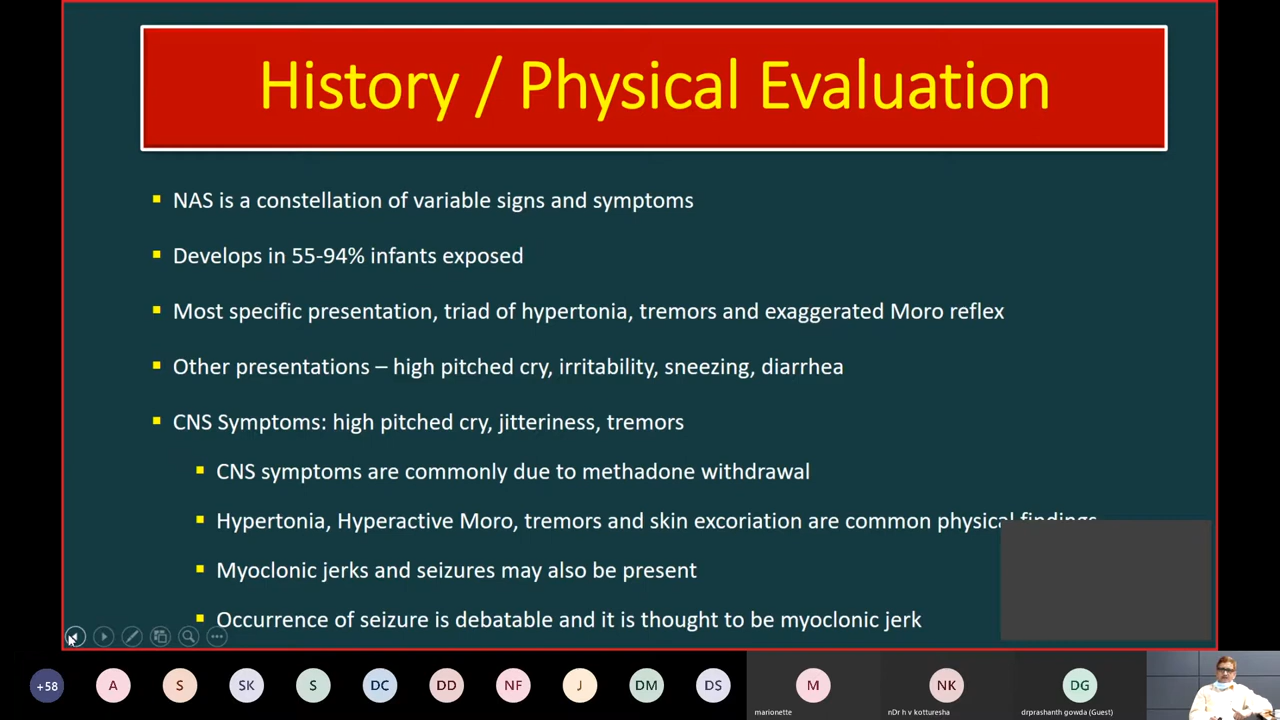 History / Physical Evaluation
NAS is a constellation of variable signs and symptoms
Develops in 55-94% infants exposed
Most specific presentation, triad of hypertonia, tremors and exaggerated Moro reflex
Other presentations – high pitched cry, irritability, sneezing, diarrhea
CNS Symptoms: high pitched cry, jitteriness, tremors
CNS symptoms are commonly due to methadone withdrawal
Hypertonia, Hyperactive Moro, tremors and skin excoriation are common physical findings
Myoclonic jerks and seizures may also be present
Occurrence of seizure is debatable and it is thought to be myoclonic jerk
+58 A S SK S DC DD NF J DM DS M NK DG
marionette nDr h v kotturesha drprashanth gowda (Guest)